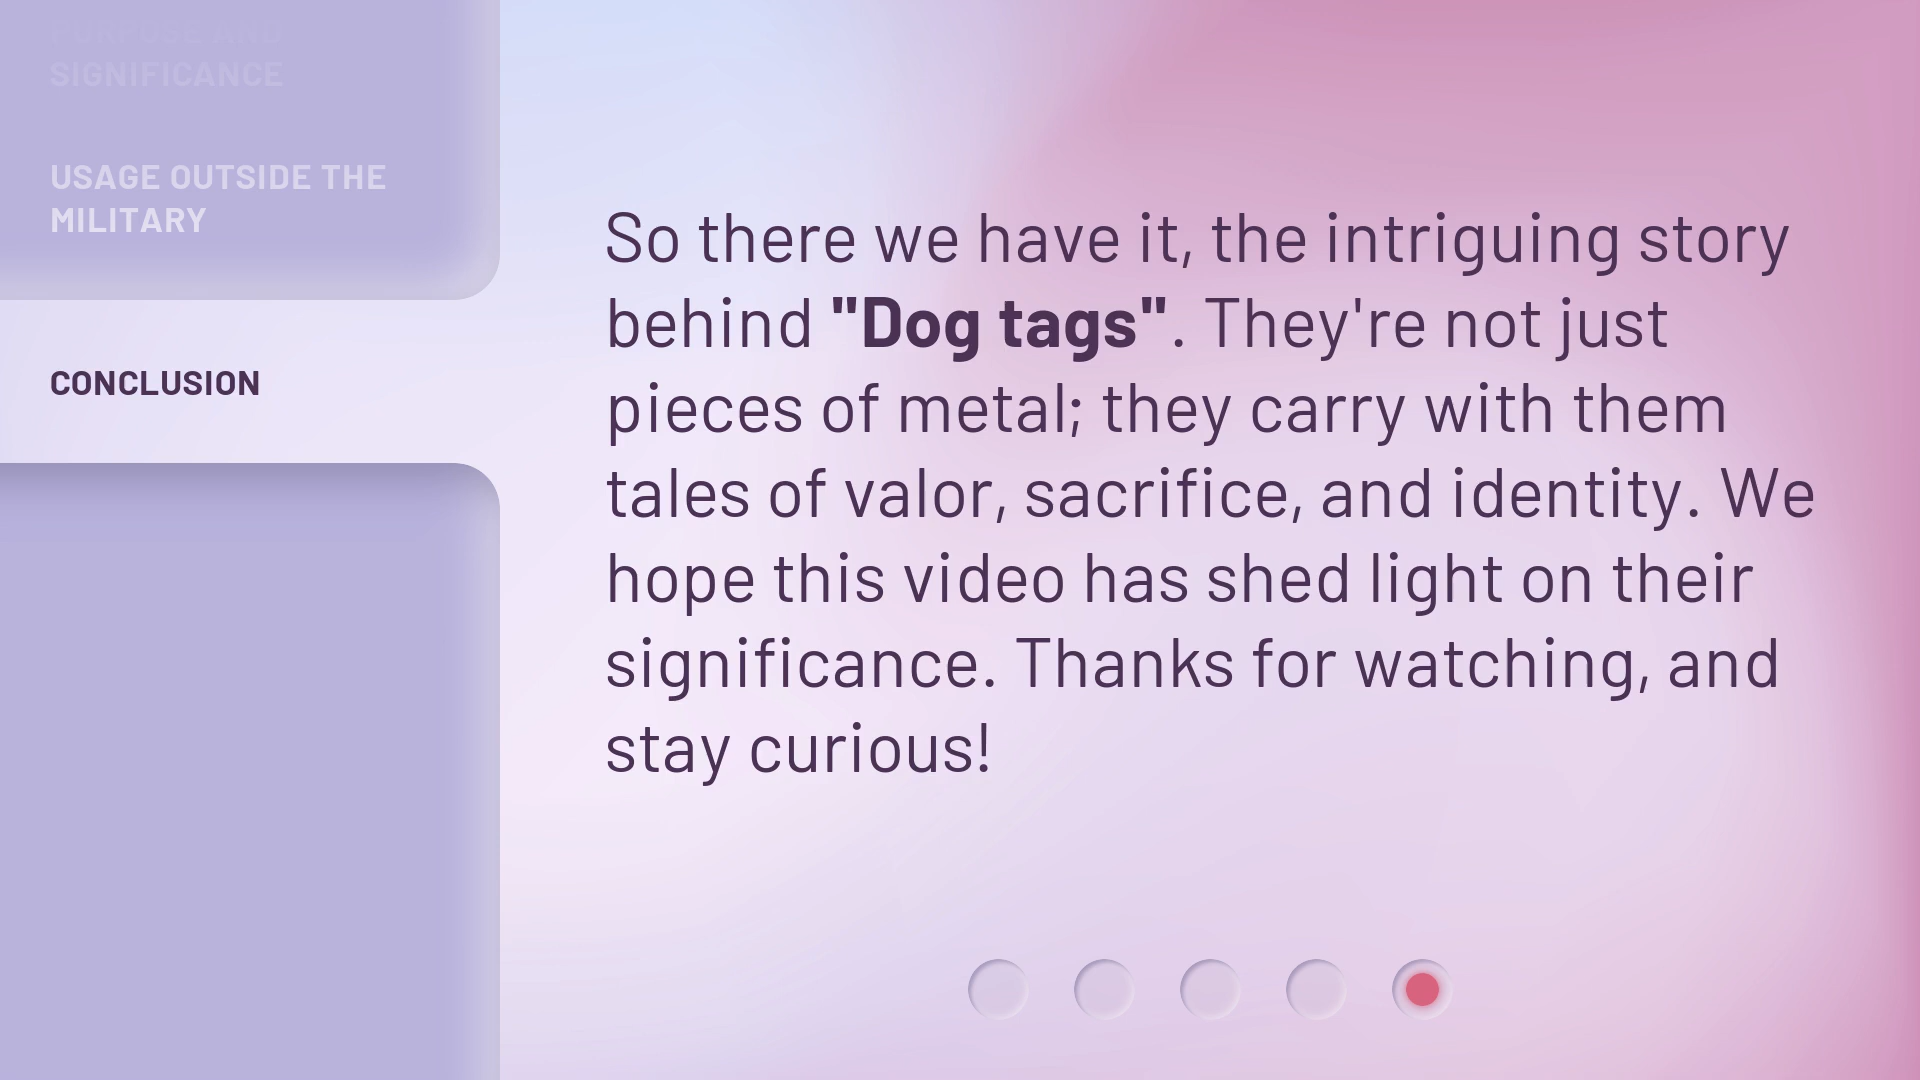 PURPOSE AND
SIGNIFICANCE
USAGE OUTSIDE THE
MILITARY
CONCLUSION
So there we have it, the intriguing story
behind "Dog tags". They're not just
pieces of metal; they carry with them
tales of valor, sacrifice, and identity. We
hope this video has shed light on their
significance. Thanks for watching, and
stay curious!